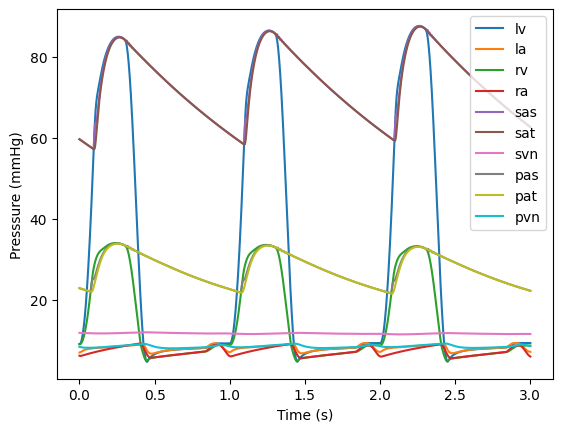 80
60
40
20
0.0 0.5 1.0 1.5 2.0 2.5 3.0
Time (s)
Presssure (mmHg)
lv
la
rv
ra
sas
sat
svn
pas
pat
pvn